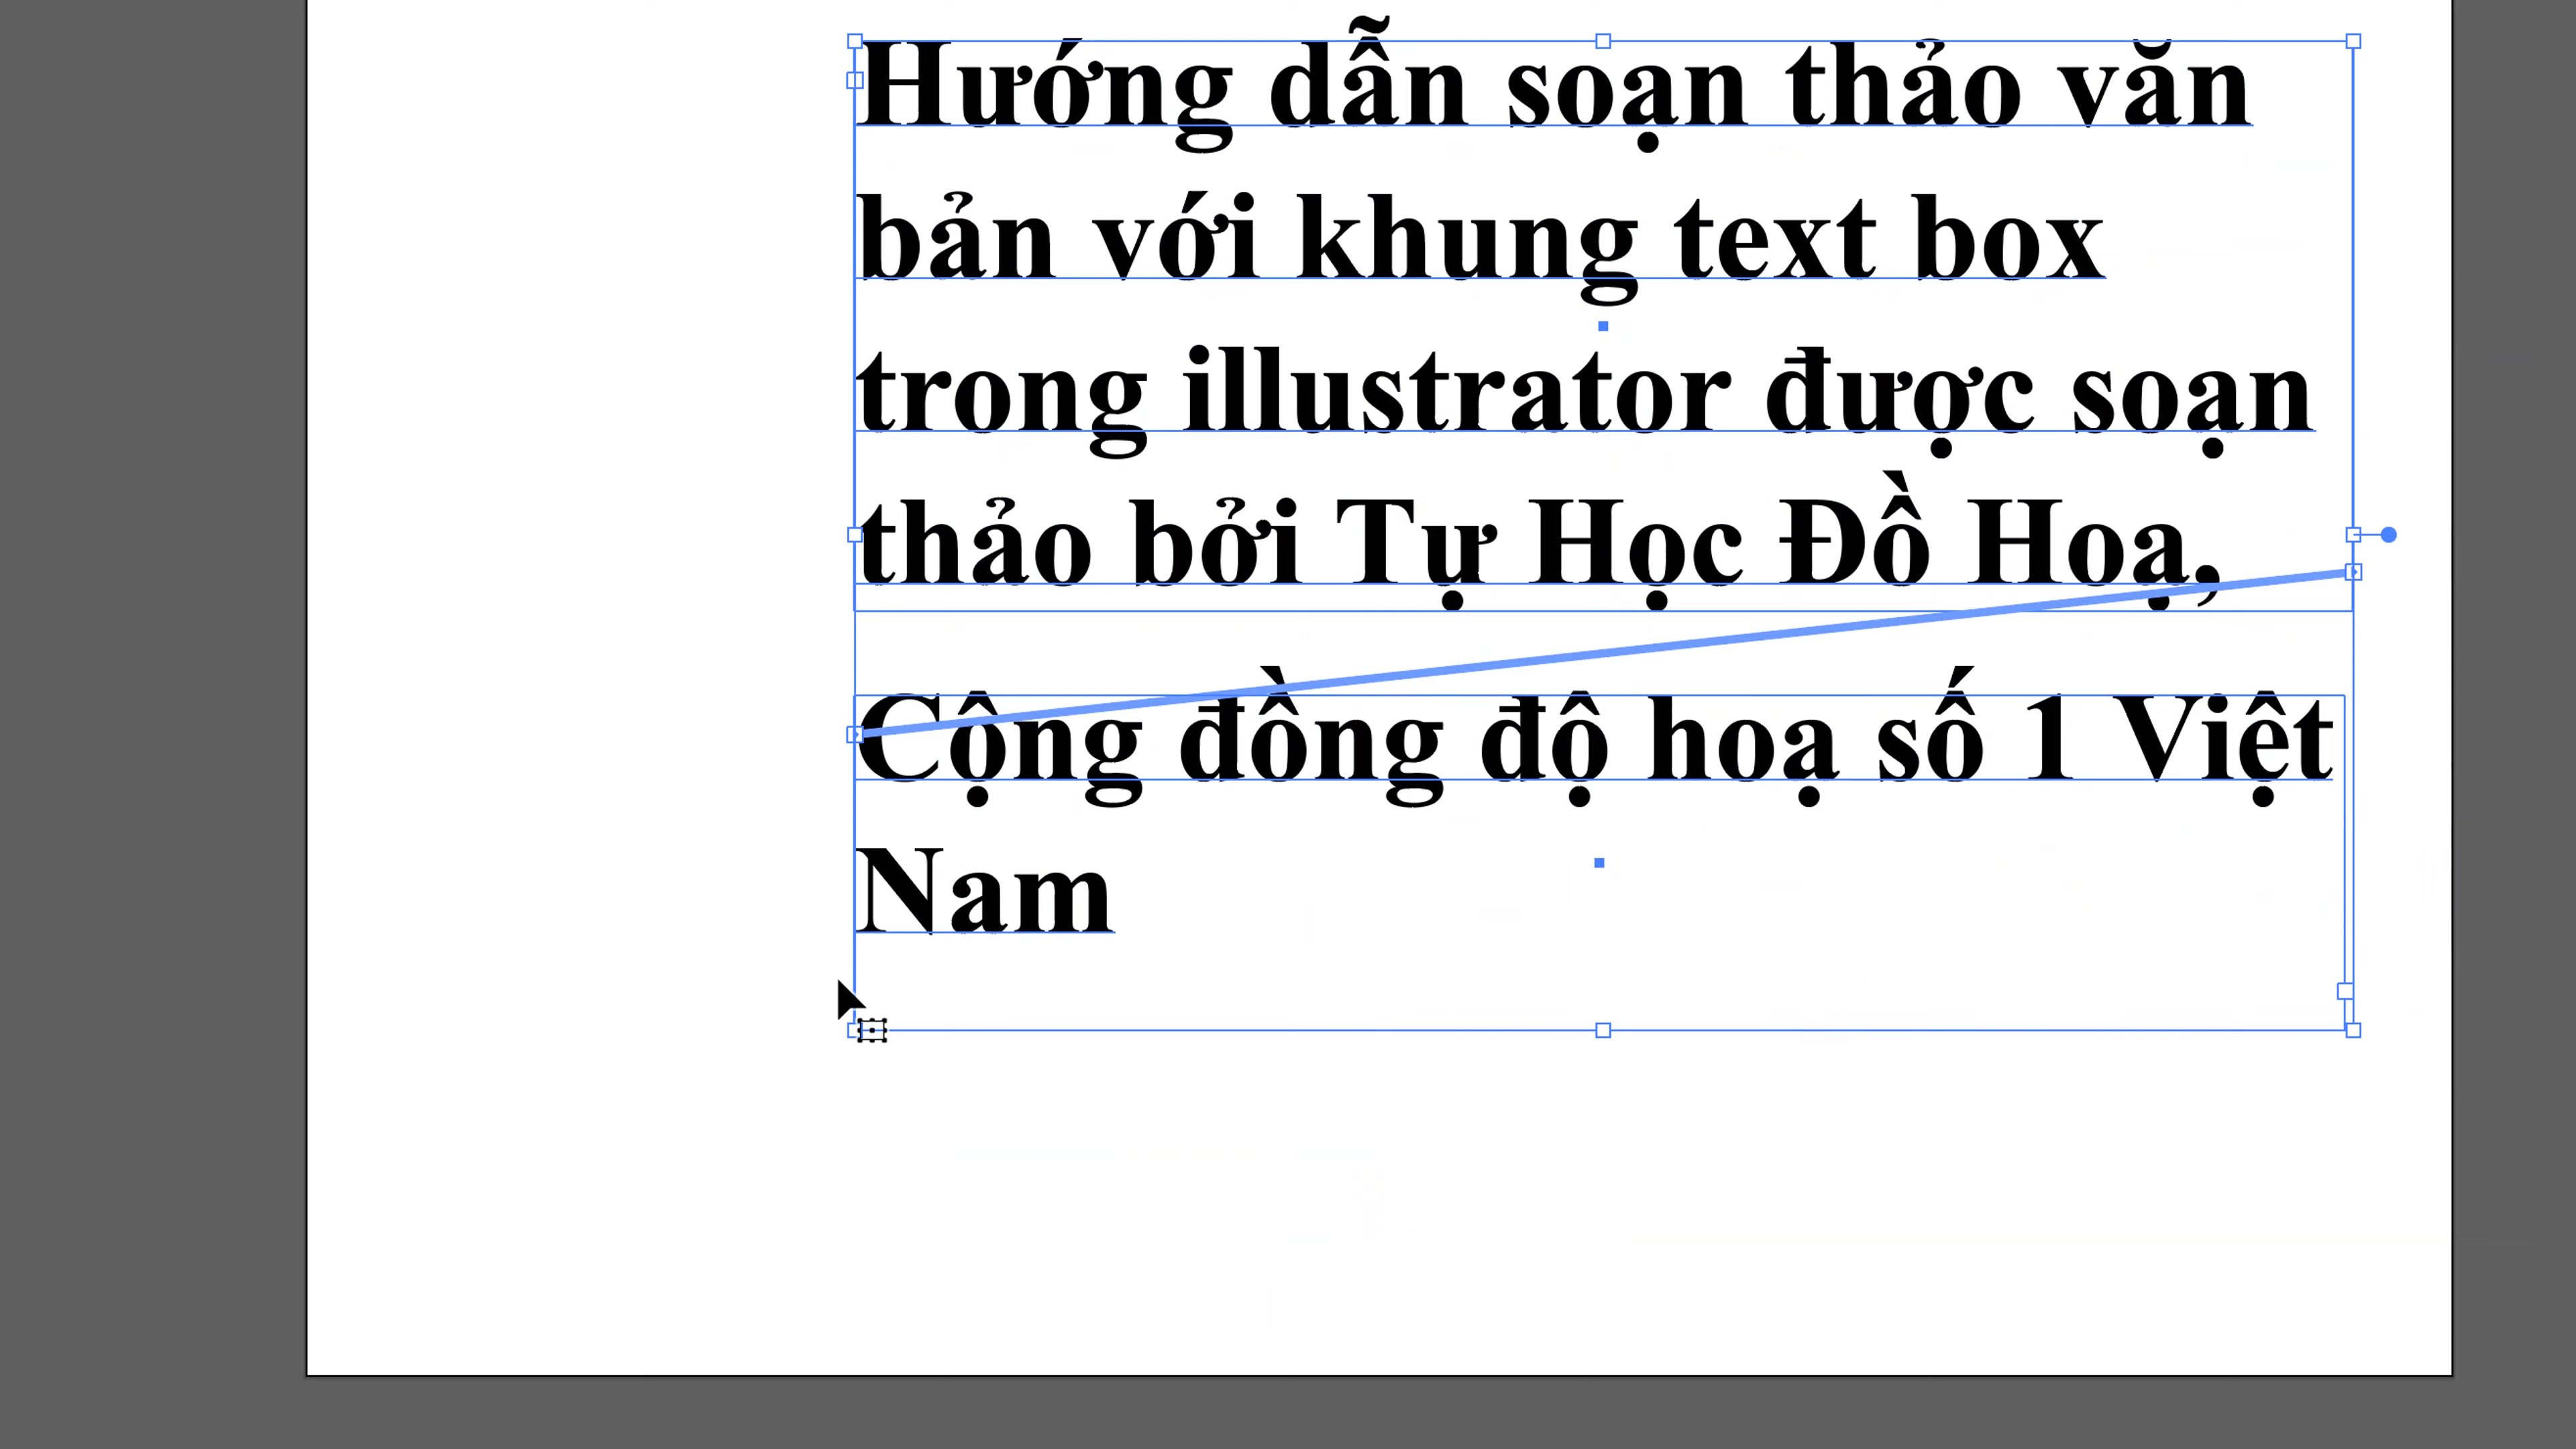 Hướng dẫn soạn thảo văn
bản với khung text box
trong illustrator được soạn
thảo bởi Tự Học Đồ Hoạ,
Cộng đồng độ hoạ số 1 Việt
Nam